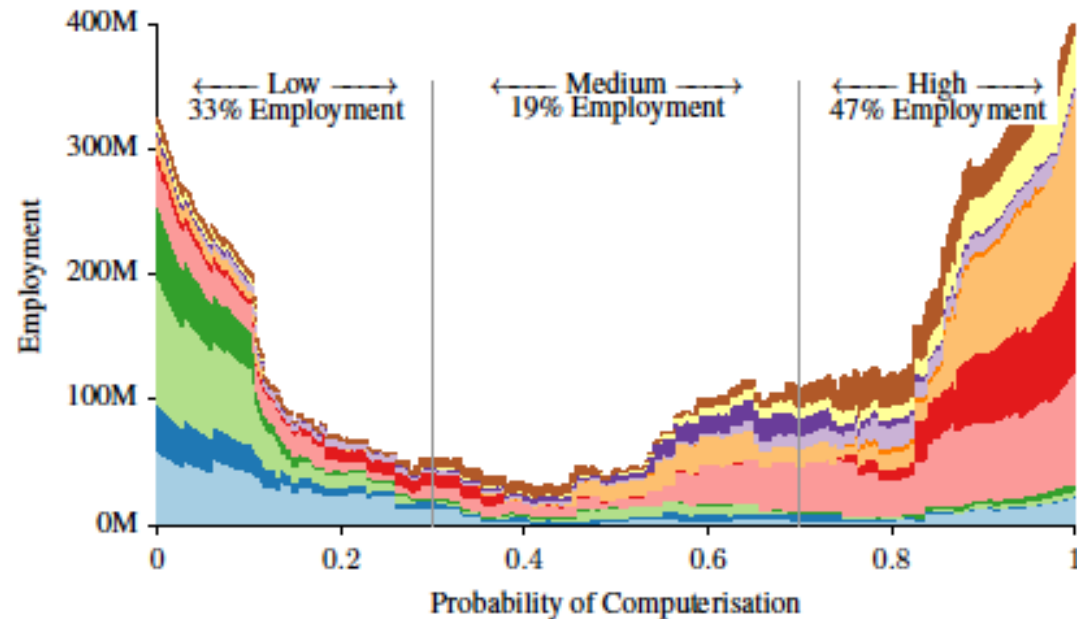 400M
300M
200M
100M
0M
Employment
←—— Low ——→
33% Employment
←—— Medium ——→
19% Employment
←—— High ——→
47% Employment
0
0.2
0.4
0.6
0.8
1
Probability of Computerisation